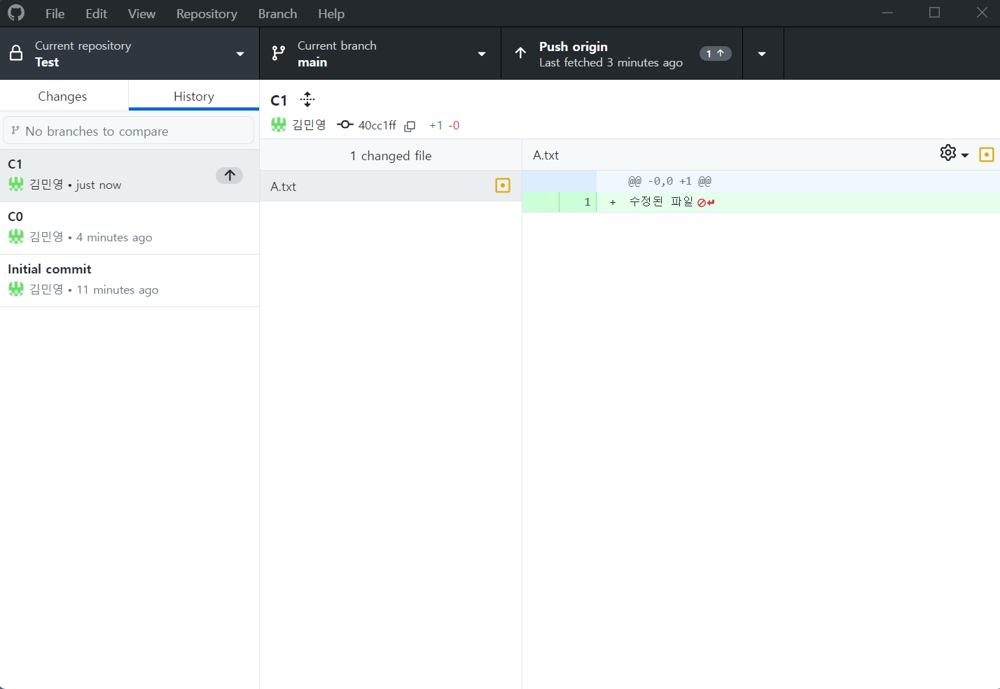 File Edit View Repository Branch Help
Current repository
Test
Current branch
main
Push origin
Last fetched 3 minutes ago
1
Changes
History
No branches to compare
C1
김민영 • just now
C0
김민영 • 4 minutes ago
Initial commit
김민영 • 11 minutes ago
C1
김민영 40cc1ff +1 -0
1 changed file
A.txt
A.txt
@@ -0,0 +1 @@
1 + 수정된 파일